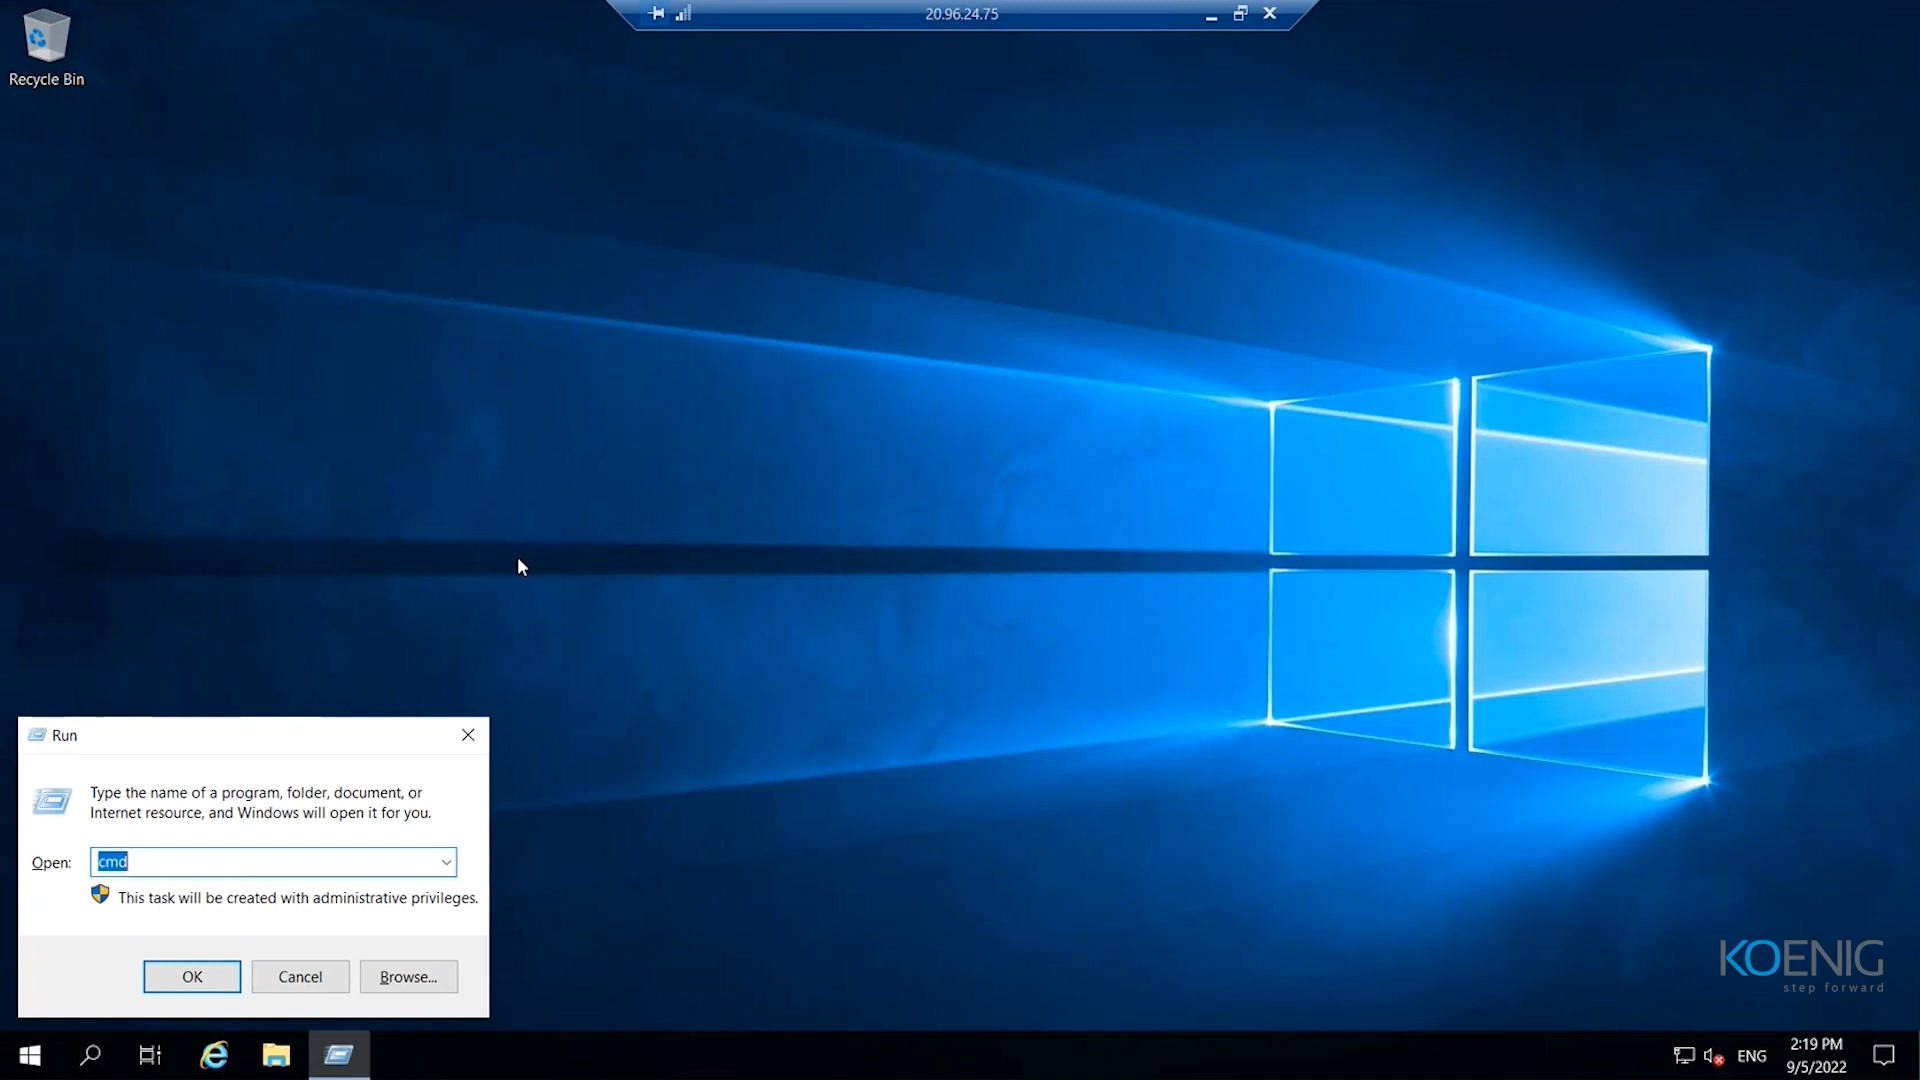 20.96.24.75
Recycle Bin
Run
Type the name of a program, folder, document, or
Internet resource, and Windows will open it for you.
Open: cmd
This task will be created with administrative privileges.
OK Cancel Browse...
KOENIG
step forward
ENG
2:19 PM
9/5/2022